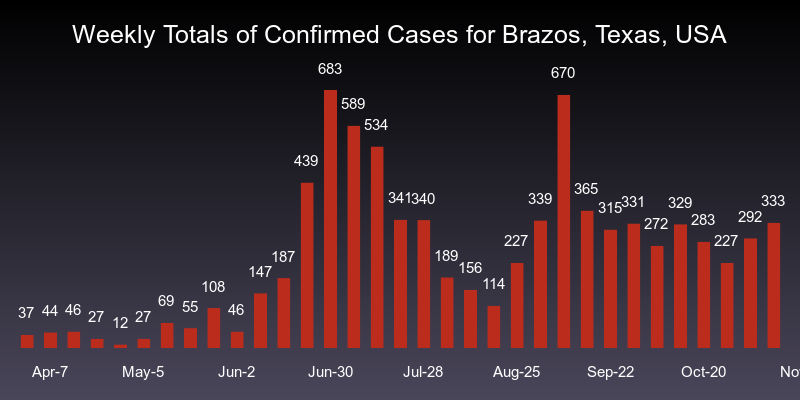 Weekly Totals of Confirmed Cases for Brazos, Texas, USA
37 44 46 27 12 27 69 55 108 46 147 187 439 683 589 534 341 340 189 156 114 227 339 670 365 315 331 272 329 283 227 292 333
Apr-7 May-5 Jun-2 Jun-30 Jul-28 Aug-25 Sep-22 Oct-20 No